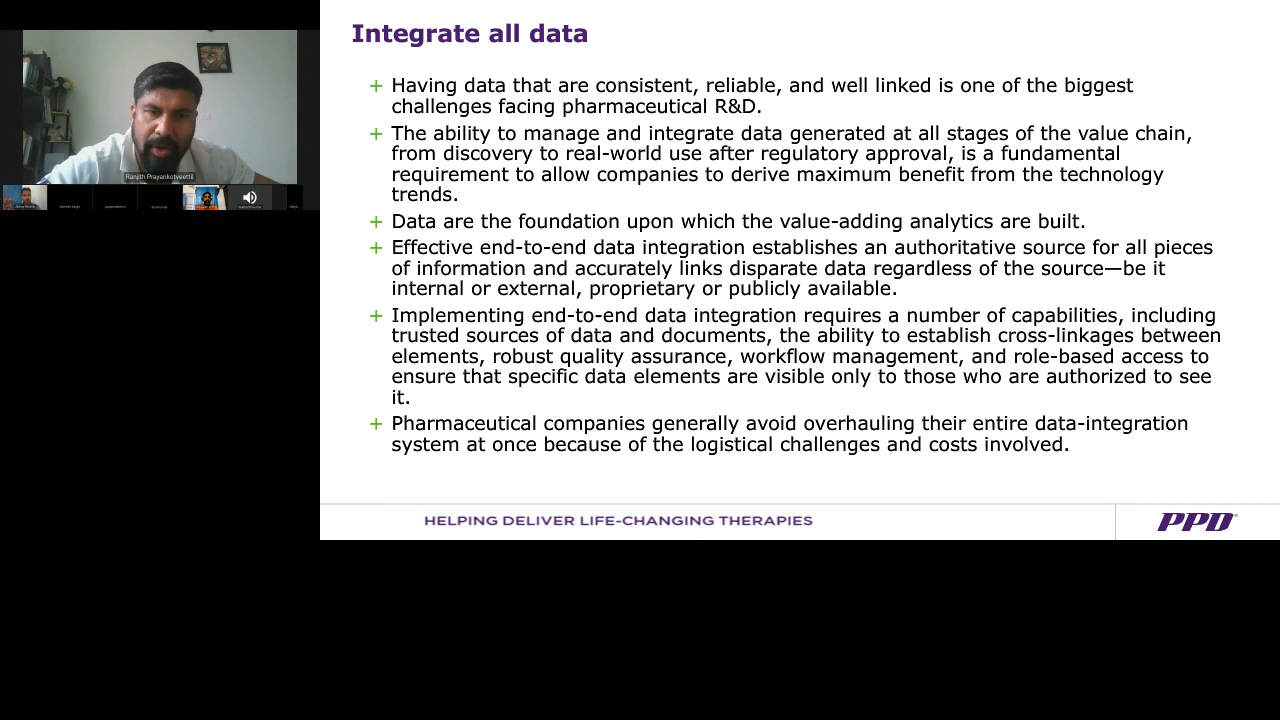 Integrate all data
+ Having data that are consistent, reliable, and well linked is one of the biggest
challenges facing pharmaceutical R&D.
+ The ability to manage and integrate data generated at all stages of the value chain,
from discovery to real-world use after regulatory approval, is a fundamental
requirement to allow companies to derive maximum benefit from the technology
trends.
+ Data are the foundation upon which the value-adding analytics are built.
+ Effective end-to-end data integration establishes an authoritative source for all pieces
of information and accurately links disparate data regardless of the source—be it
internal or external, proprietary or publicly available.
+ Implementing end-to-end data integration requires a number of capabilities, including
trusted sources of data and documents, the ability to establish cross-linkages between
elements, robust quality assurance, workflow management, and role-based access to
ensure that specific data elements are visible only to those who are authorized to see
it.
+ Pharmaceutical companies generally avoid overhauling their entire data-integration
system at once because of the logistical challenges and costs involved.
Ranjith Prayankotveettil
HELPING DELIVER LIFE-CHANGING THERAPIES
PPD